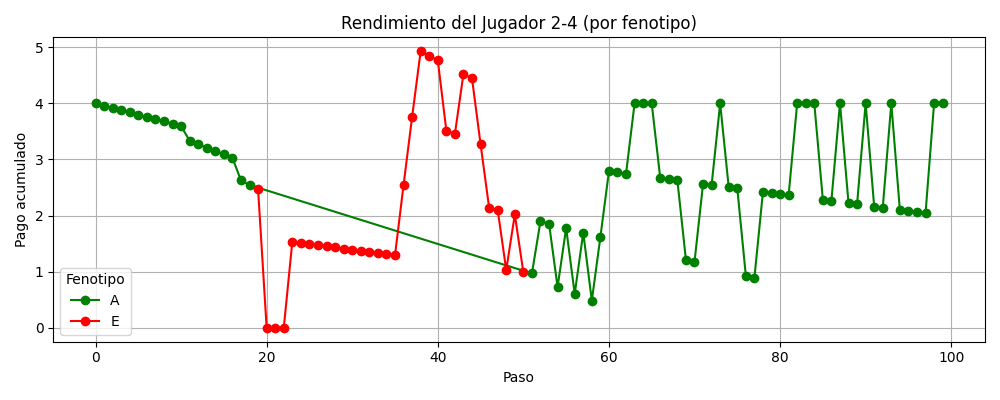 Rendimiento del Jugador 2-4 (por fenotipo)
Pago acumulado
5
4
3
2
1
0
Fenotipo
A
E
0 20 40 60 80 100
Paso